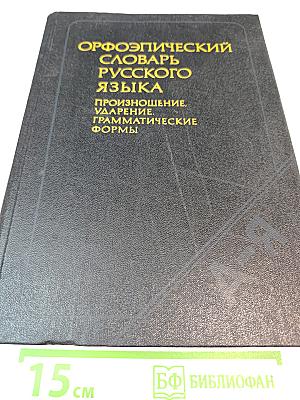 ОРФОЭПИЧЕСКИЙ
СЛОВАРЬ
РУССКОГО
ЯЗЫКА
ПРОИЗНОШЕНИЕ,
УДАРЕНИЕ,
ГРАММАТИЧЕСКИЕ
ФОРМЫ
А-Я
15 см
БФ БИБЛИОФАН